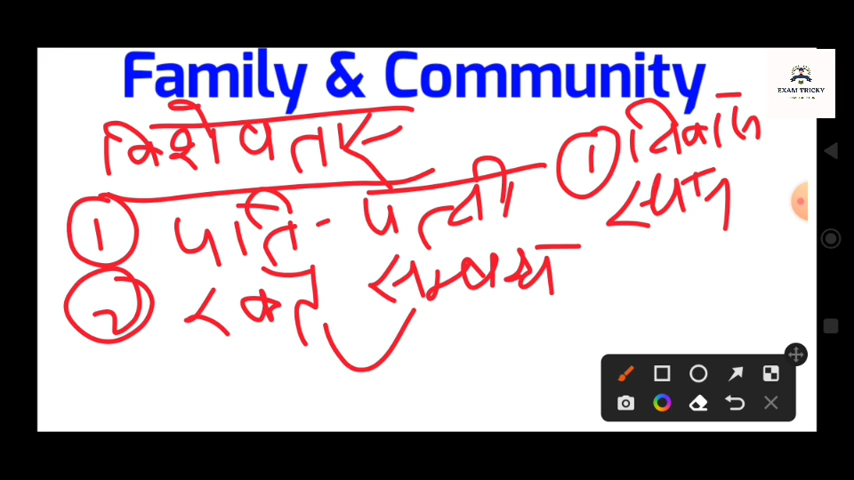 Family & Community
EXAM TRICKY
विशेषताएं
① पति-पत्नी
② रक्त सम्बन्ध
① निवास
स्थान